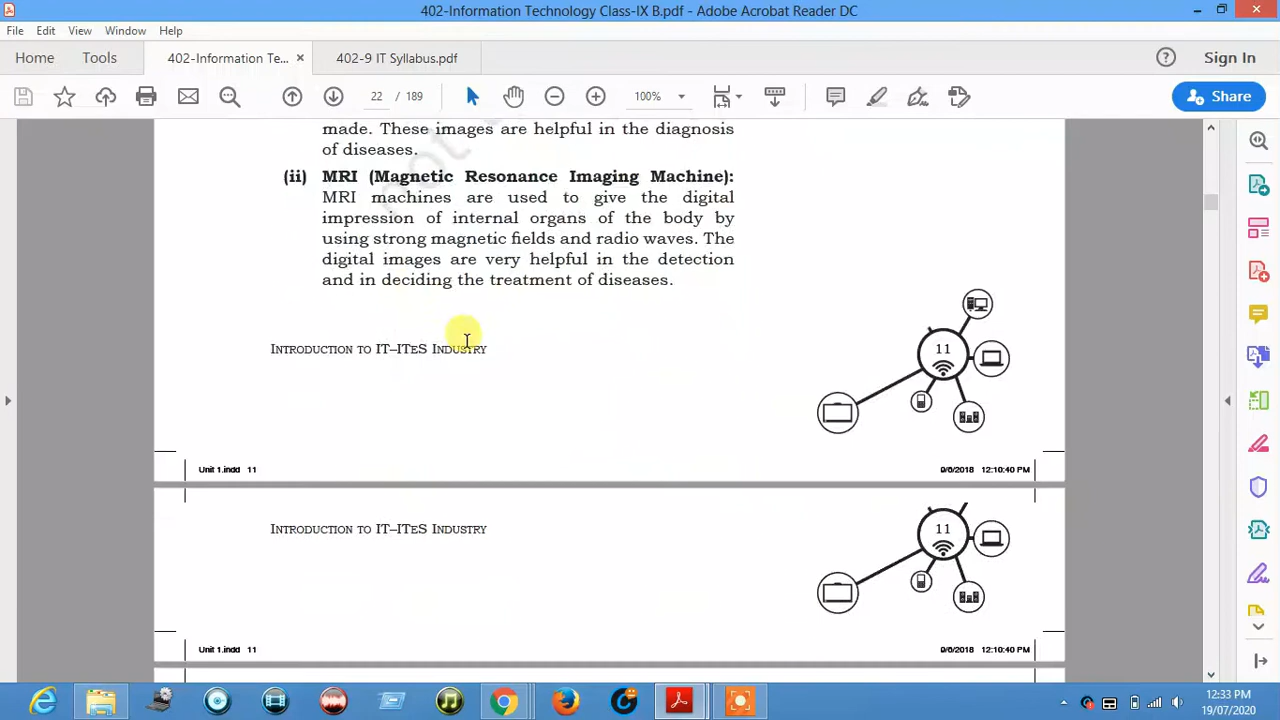 402-Information Technology Class-IX B.pdf - Adobe Acrobat Reader DC
File Edit View Window Help
Home Tools 402-Information Te... × 402-9 IT Syllabus.pdf Sign In
22 / 189 100% Share
made. These images are helpful in the diagnosis
of diseases.
(ii) MRI (Magnetic Resonance Imaging Machine):
MRI machines are used to give the digital
impression of internal organs of the body by
using strong magnetic fields and radio waves. The
digital images are very helpful in the detection
and in deciding the treatment of diseases.
INTRODUCTION TO IT–ITES INDUSTRY
11
Unit 1.indd 11 9/6/2018 12:10:40 PM
INTRODUCTION TO IT–ITES INDUSTRY
11
Unit 1.indd 11 9/6/2018 12:10:40 PM
12:33 PM
19/07/2020